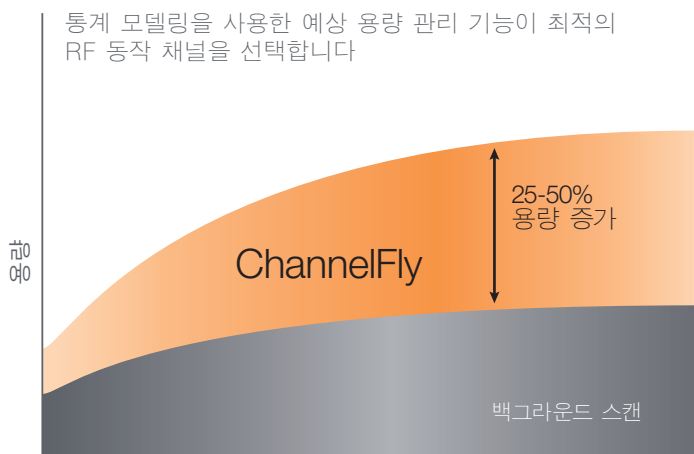 통계 모델링을 사용한 예상 용량 관리 기능이 최적의
RF 동작 채널을 선택합니다
25-50%
용량 증가
ChannelFly
용량
백그라운드 스캔